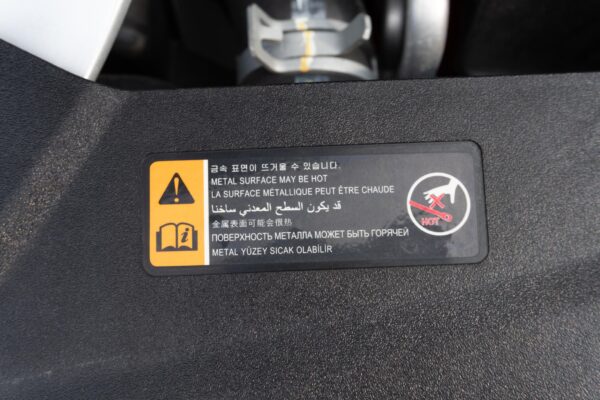 금속 표면이 뜨거울 수 있습니다.
METAL SURFACE MAY BE HOT
LA SURFACE MÉTALLIQUE PEUT ÊTRE CHAUDE
قد يكون السطح المعدني ساخنا
金属表面可能会很热
ПОВЕРХНОСТЬ МЕТАЛЛА МОЖЕТ БЫТЬ ГОРЯЧЕЙ
METAL YÜZEY SICAK OLABİLİR
HOT